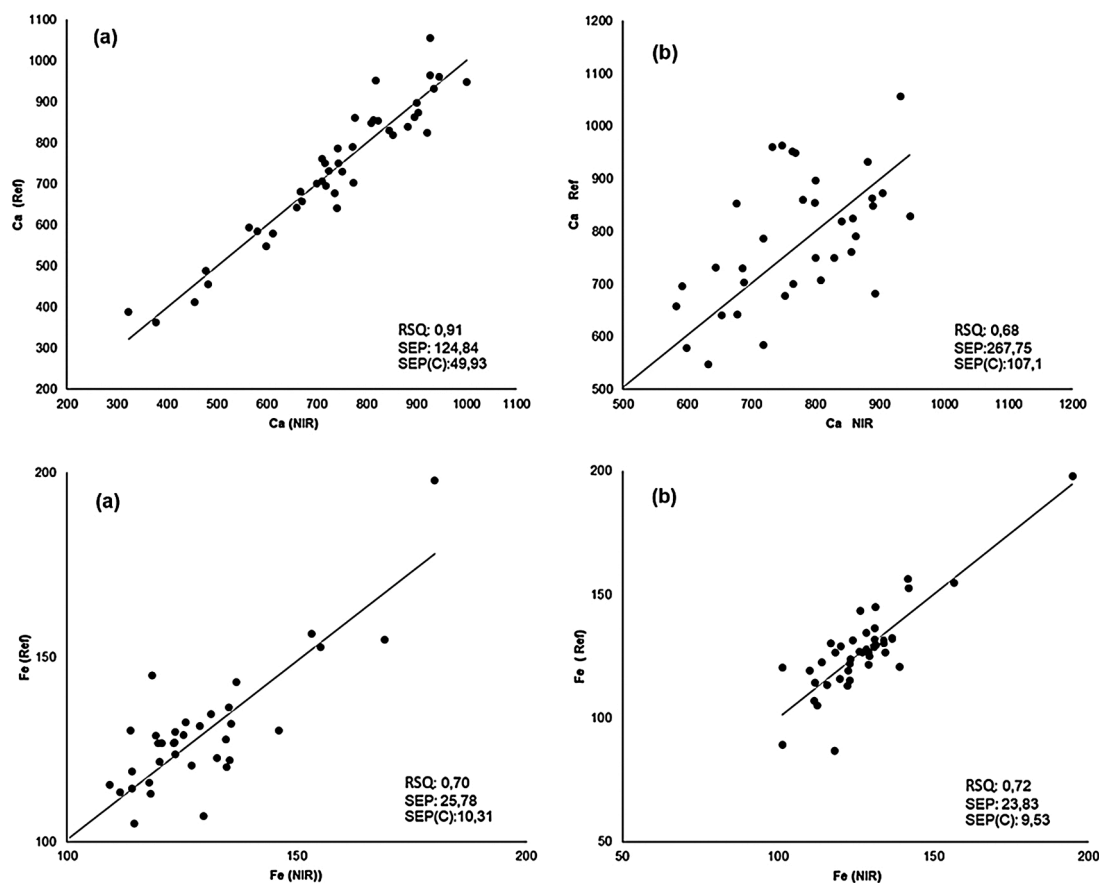 (a)
1100
1000
900
800
700
600
500
400
300
200
Ca (Ref)
RSQ: 0,91
SEP: 124,84
SEP(C):49,93
200 300 400 500 600 700 800 900 1000 1100
Ca (NIR)
(b)
1200
1100
1000
900
800
700
600
500
Ca Ref
RSQ: 0,68
SEP:267,75
SEP(C):107,1
500 600 700 800 900 1000 1100 1200
Ca NIR
(a)
200
150
100
Fe (Ref)
RSQ: 0,70
SEP: 25,78
SEP(C):10,31
100 150 200
Fe (NIR))
(b)
200
150
100
50
Fe ( Ref)
RSQ: 0,72
SEP: 23,83
SEP(C): 9,53
50 100 150 200
Fe (NIR)